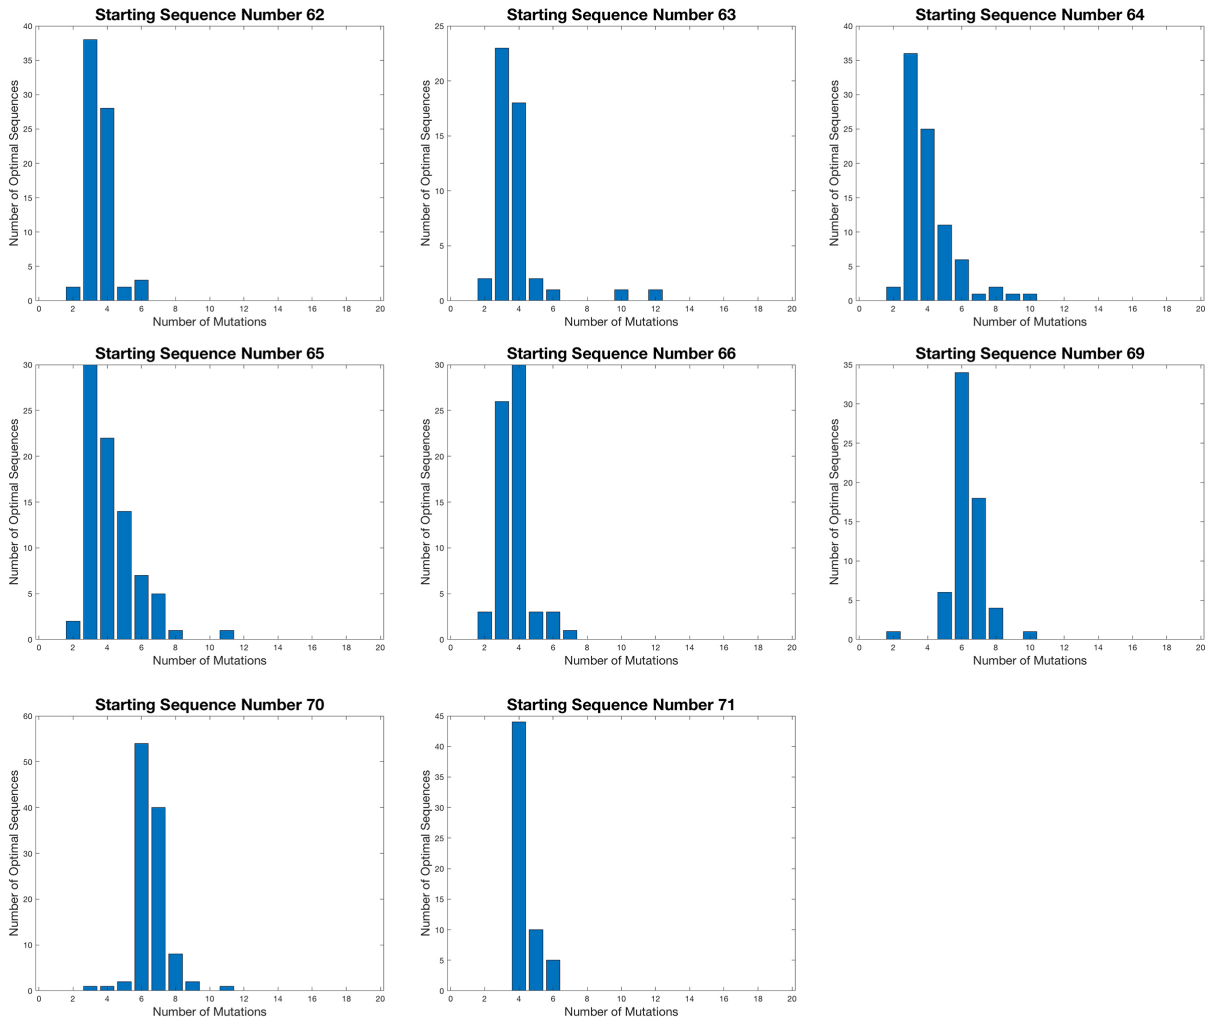 Starting Sequence Number 62
40
35
30
25
20
15
10
5
0
Number of Optimal Sequences
0 2 4 6 8 10 12 14 16 18 20
Number of Mutations
Starting Sequence Number 63
25
20
15
10
5
0
Number of Optimal Sequences
0 2 4 6 8 10 12 14 16 18 20
Number of Mutations
Starting Sequence Number 64
40
35
30
25
20
15
10
5
0
Number of Optimal Sequences
0 2 4 6 8 10 12 14 16 18 20
Number of Mutations
Starting Sequence Number 65
30
25
20
15
10
5
0
Number of Optimal Sequences
0 2 4 6 8 10 12 14 16 18 20
Number of Mutations
Starting Sequence Number 66
30
25
20
15
10
5
0
Number of Optimal Sequences
0 2 4 6 8 10 12 14 16 18 20
Number of Mutations
Starting Sequence Number 69
35
30
25
20
15
10
5
0
Number of Optimal Sequences
0 2 4 6 8 10 12 14 16 18 20
Number of Mutations
Starting Sequence Number 70
60
50
40
30
20
10
0
Number of Optimal Sequences
0 2 4 6 8 10 12 14 16 18 20
Number of Mutations
Starting Sequence Number 71
45
40
35
30
25
20
15
10
5
0
Number of Optimal Sequences
0 2 4 6 8 10 12 14 16 18 20
Number of Mutations